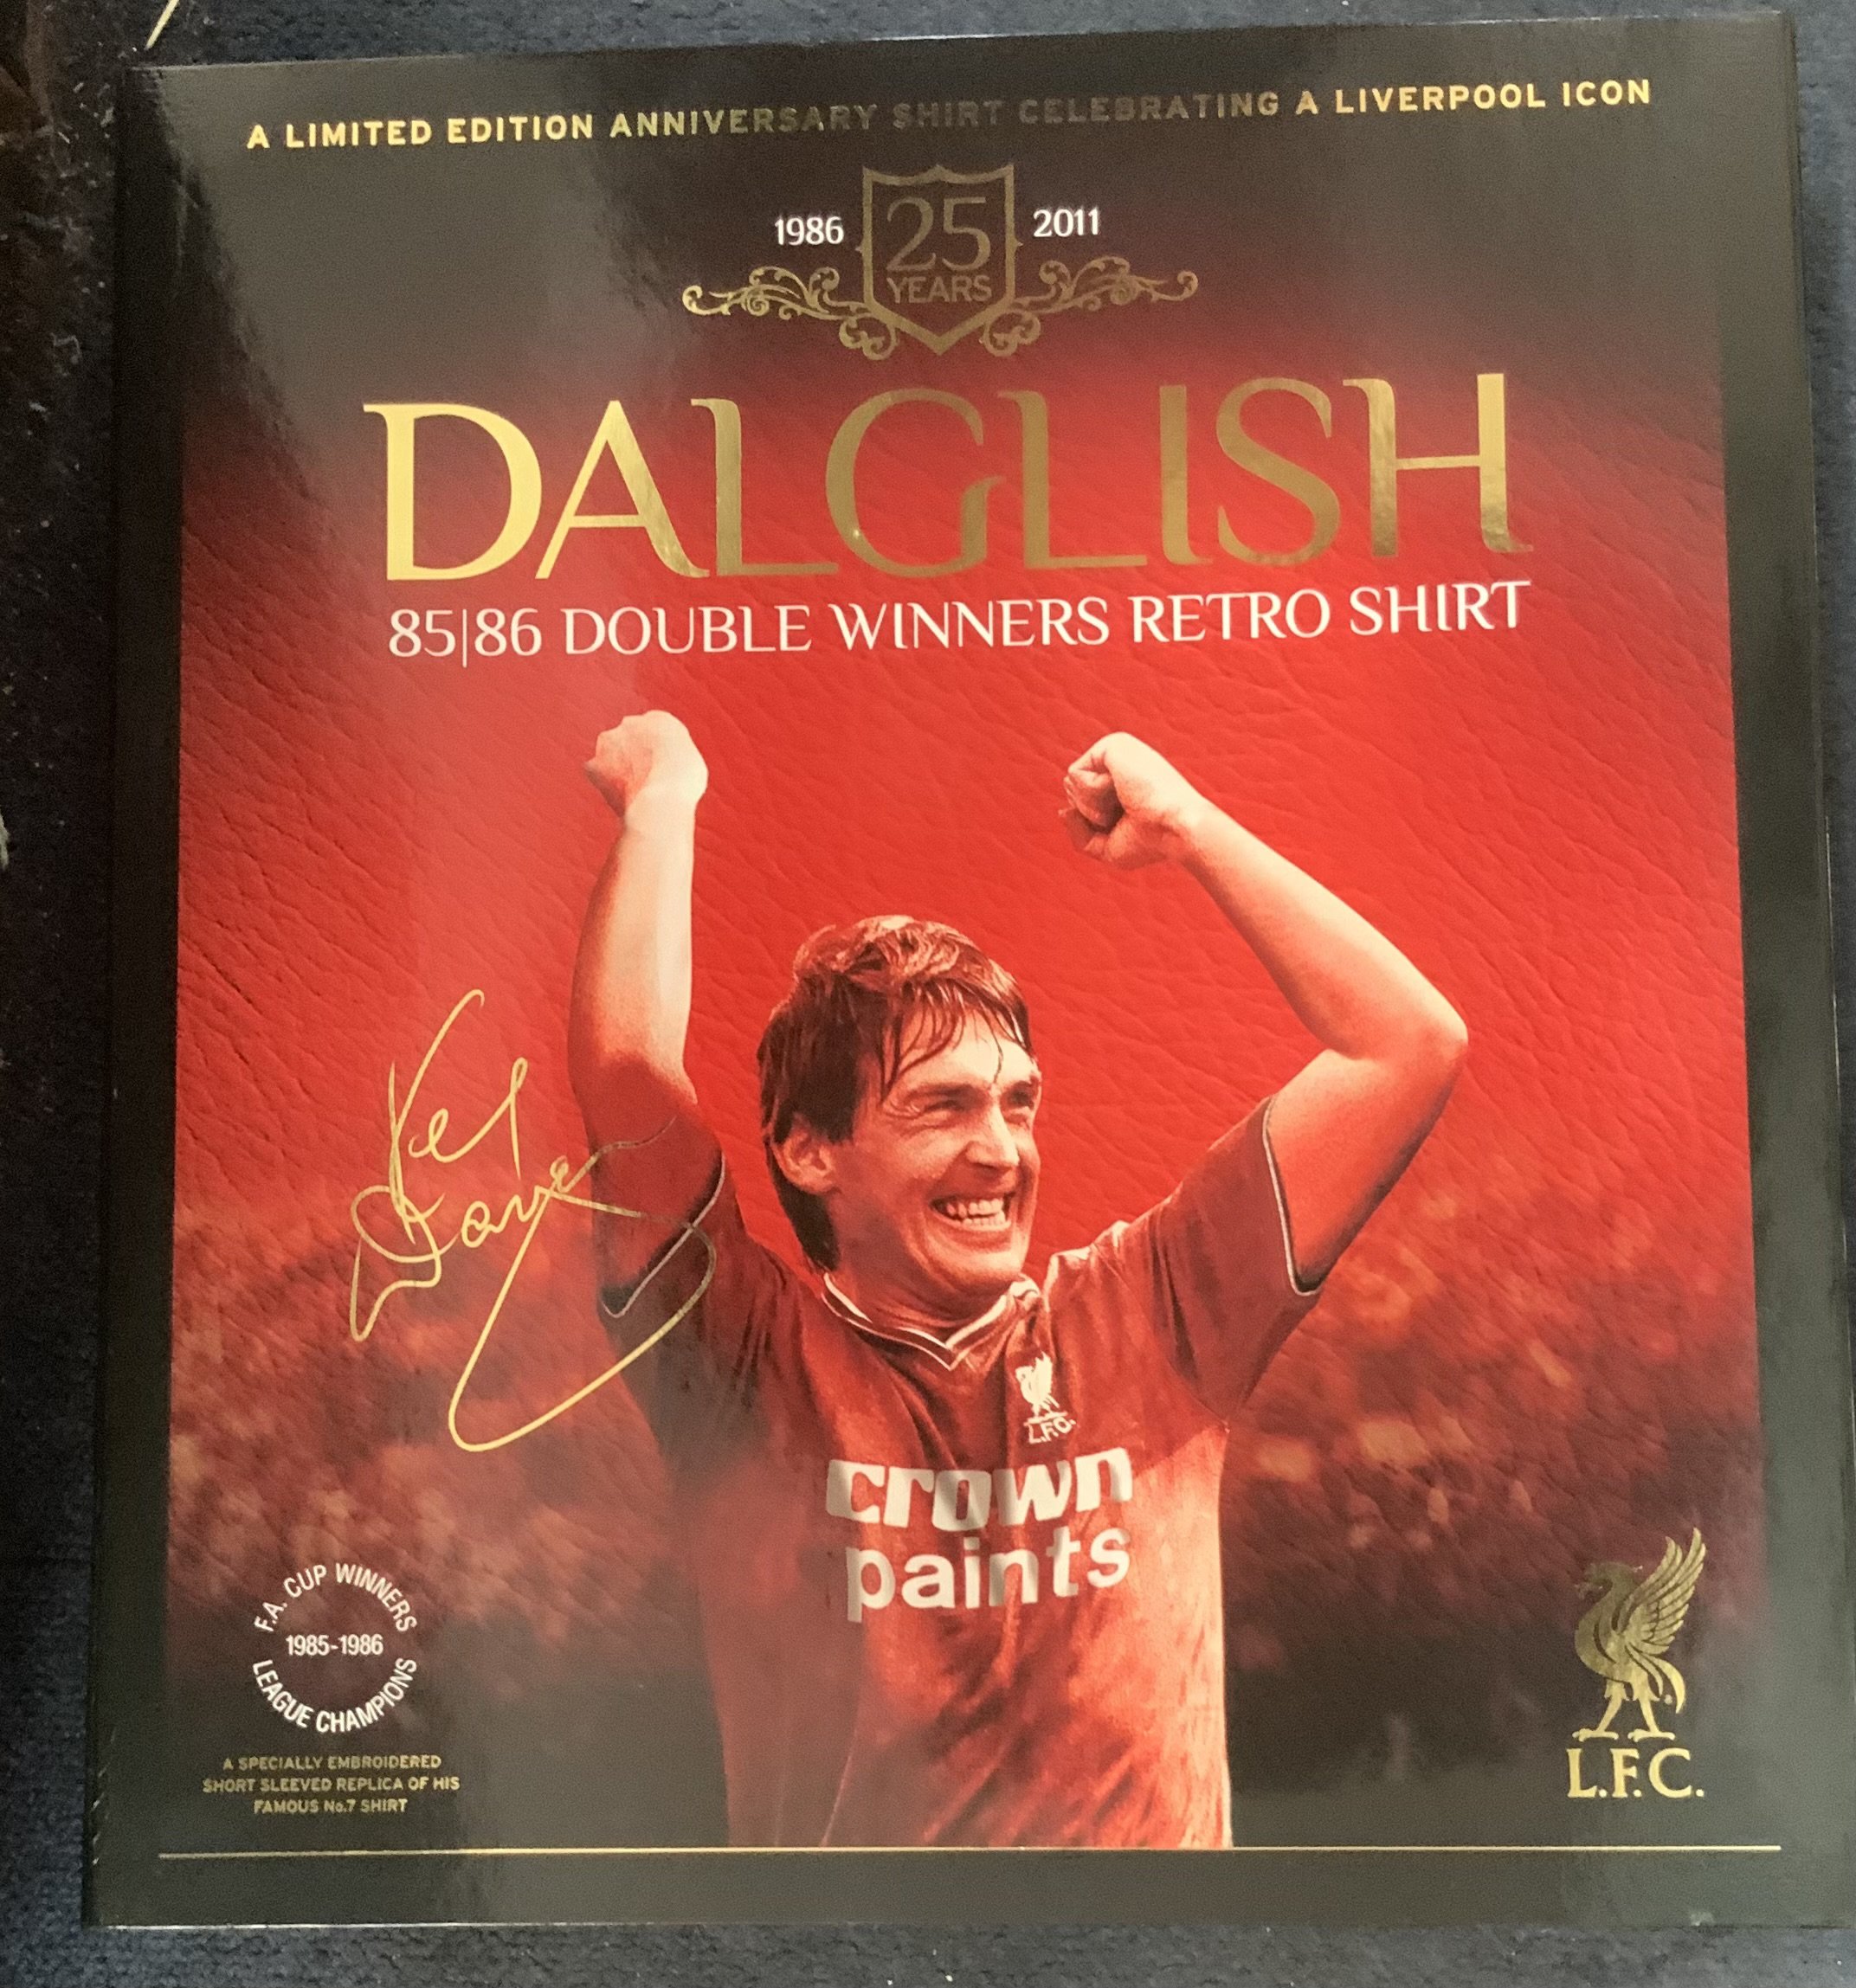 A LIMITED EDITION ANNIVERSARY SHIRT CELEBRATING A LIVERPOOL ICON
1986 25 YEARS 2011
DALGLISH
85|86 DOUBLE WINNERS RETRO SHIRT
L.F.C.
crown
paints
F.A. CUP WINNERS
1985-1986
LEAGUE CHAMPIONS
A SPECIALLY EMBROIDERED
SHORT SLEEVED REPLICA OF HIS
FAMOUS No.7 SHIRT
L.F.C.